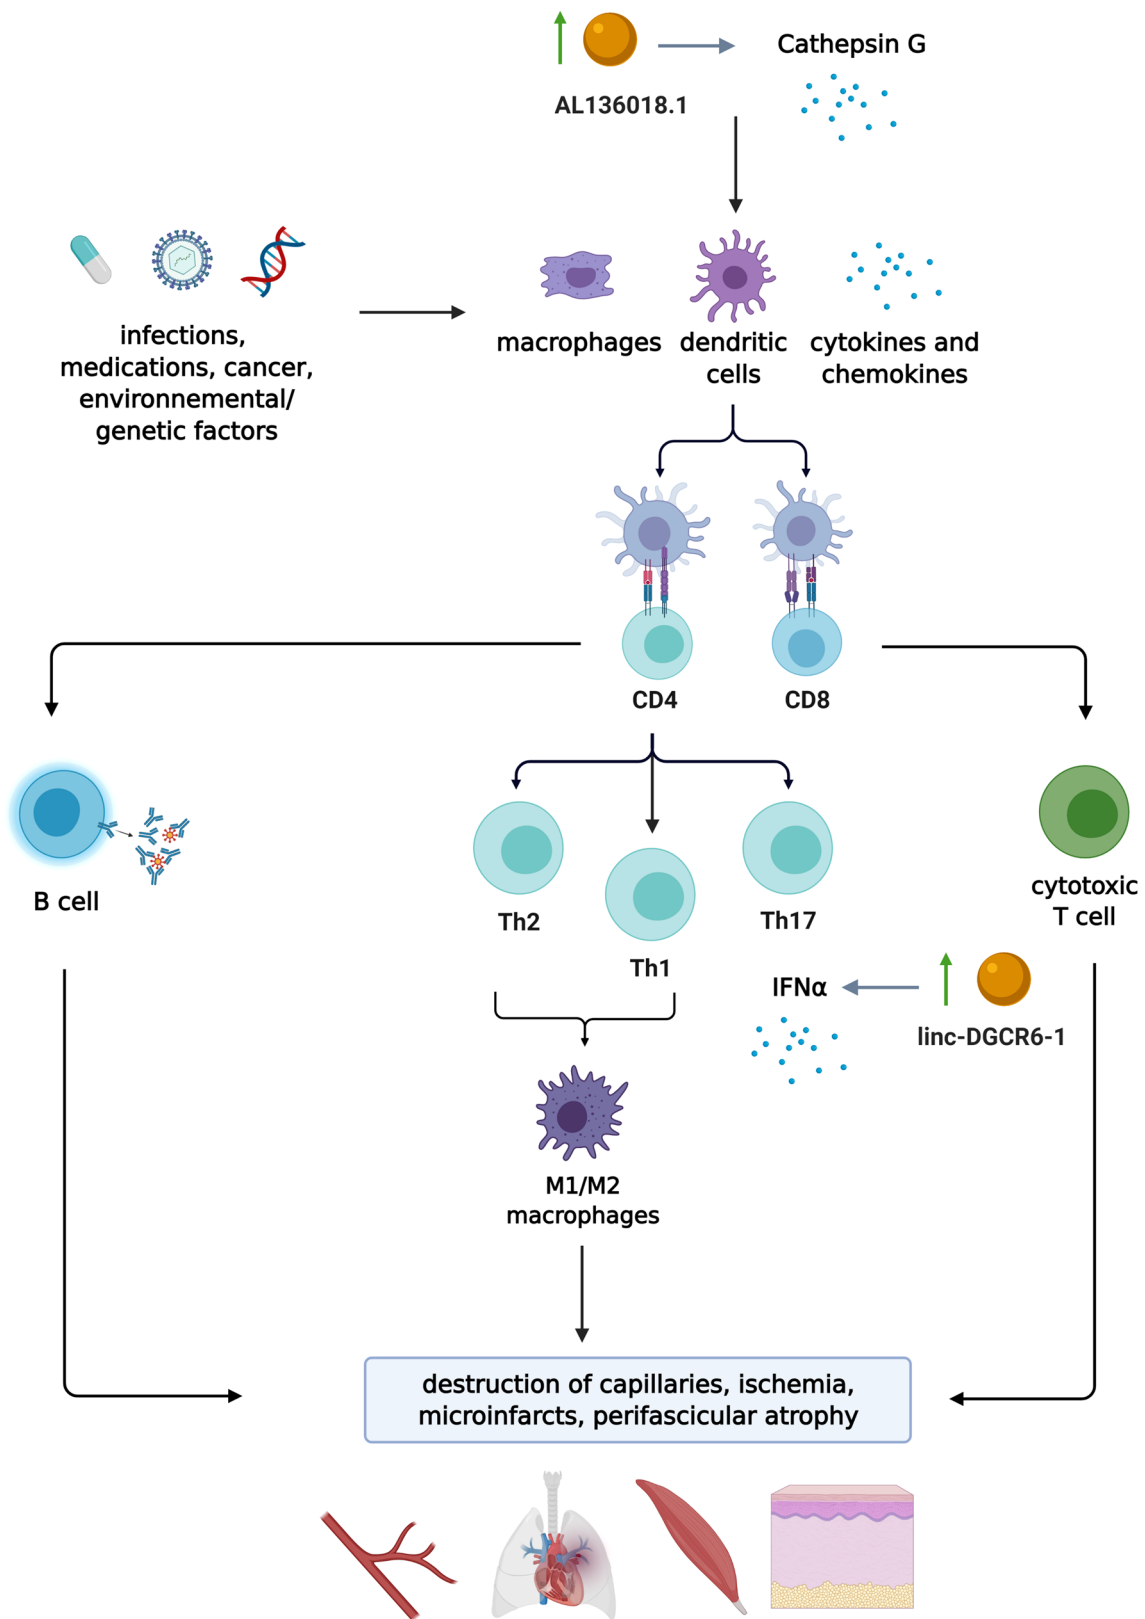 Cathepsin G
AL136018.1
infections,
medications, cancer,
environnemental/
genetic factors
macrophages
dendritic
cells
cytokines and
chemokines
CD4
CD8
B cell
Th2
Th1
Th17
cytotoxic
T cell
IFNα
linc-DGCR6-1
M1/M2
macrophages
destruction of capillaries, ischemia,
microinfarcts, perifascicular atrophy